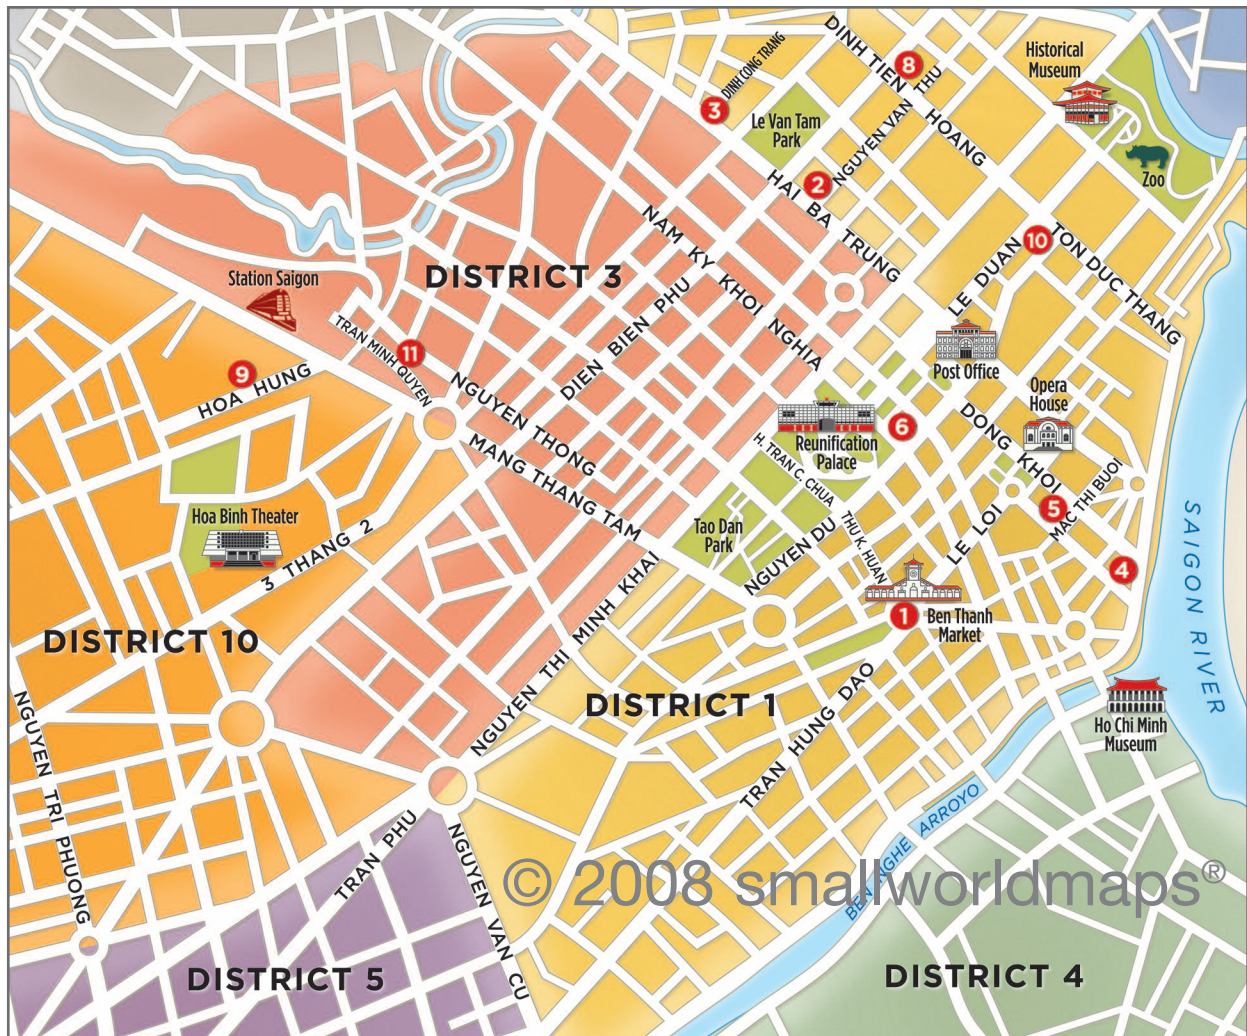 DINH CONG TRANG
DINH TIEN HOANG
8
Historical
Museum
3
Le Van Tam
Park
NGUYEN VAN THU
2
Zoo
HAI BA TRUNG
NAM KY KHOI NGHIA
10
TON DUC THANG
LE DUAN
DISTRICT 3
Station Saigon
DIEN BIEN PHU
TRAN MINH QUYEN
11
Post Office
9
HOA HUNG
NGUYEN THONG
Opera
House
DONG KHOI
6
Reunification
Palace
H. TRAN C. CHUA
MANG THANG TAM
MAC THI BUOI
5
SAIGON RIVER
Hoa Binh Theater
3 THANG 2
Tao Dan
Park
THU K. HUAN
LE LOI
NGUYEN DU
4
NGUYEN THI MINH KHAI
1
Ben Thanh
Market
DISTRICT 10
DISTRICT 1
TRAN HUNG DAO
Ho Chi Minh
Museum
NGUYEN TRI PHUONG
TRAN PHU
NGUYEN VAN CU
BEN NGHE ARROYO
© 2008 smallworldmaps®
DISTRICT 5
DISTRICT 4